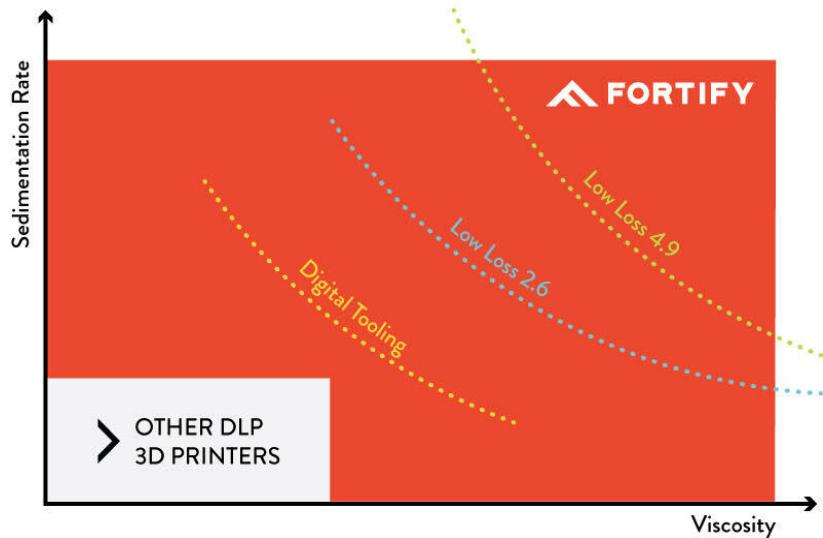 Sedimentation Rate
FORTIFY
Low Loss 4.9
Low Loss 2.6
Digital Tooling
OTHER DLP
3D PRINTERS
Viscosity